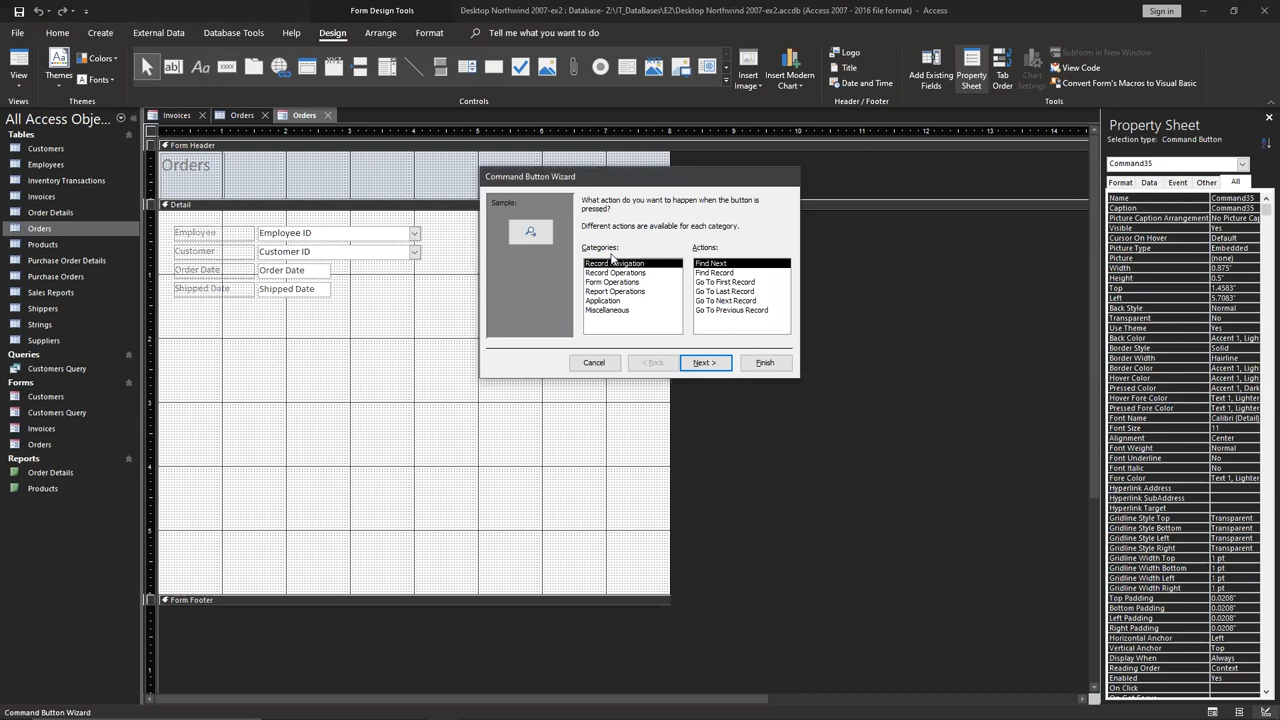 Form Design Tools
Desktop Northwind 2007-ex2 : Database- Z:\IT_DataBases\E2\Desktop Northwind 2007-ex2.accdb (Access 2007 - 2016 file format) - Access
Sign in
File Home Create External Data Database Tools Help Design Arrange Format Tell me what you want to do
View
Views
Themes
Colors
Fonts
Themes
Controls
Insert Image
Insert Modern Chart
Logo
Title
Date and Time
Header / Footer
Add Existing Fields
Property Sheet
Tab Order
Chart Settings
Subform in New Window
View Code
Convert Form's Macros to Visual Basic
Tools
All Access Obje...
Tables
Customers
Employees
Inventory Transactions
Invoices
Order Details
Orders
Products
Purchase Order Details
Purchase Orders
Sales Reports
Shippers
Strings
Suppliers
Queries
Customers Query
Forms
Customers
Customers Query
Invoices
Orders
Reports
Order Details
Products
Invoices Orders Orders
Form Header
Orders
Detail
Employee Employee ID
Customer Customer ID
Order Date Order Date
Shipped Date Shipped Date
Form Footer
Command Button Wizard
Sample:
What action do you want to happen when the button is
pressed?
Different actions are available for each category.
Categories: Actions:
Record Navigation
Record Operations
Form Operations
Report Operations
Application
Miscellaneous
Find Next
Find Record
Go To First Record
Go To Last Record
Go To Next Record
Go To Previous Record
Cancel < Back Next > Finish
Property Sheet
Selection type: Command Button
Command35
Format Data Event Other All
Name Command35
Caption Command35
Picture Caption Arrangement No Picture Cap
Visible Yes
Cursor On Hover Default
Picture Type Embedded
Picture (none)
Width 0.875"
Height 0.5"
Top 1.4583"
Left 5.7083"
Back Style Normal
Transparent No
Use Theme Yes
Back Color Accent 1, Ligh
Border Style Solid
Border Width Hairline
Border Color Accent 1, Ligh
Hover Color Accent 1, Ligh
Pressed Color Accent 1, Dark
Hover Fore Color Text 1, Lighter
Pressed Fore Color Text 1, Lighter
Font Name Calibri (Detail)
Font Size 11
Alignment Center
Font Weight Normal
Font Underline No
Font Italic No
Fore Color Text 1, Lighter
Hyperlink Address
Hyperlink SubAddress
Hyperlink Target
Gridline Style Top Transparent
Gridline Style Bottom Transparent
Gridline Style Left Transparent
Gridline Style Right Transparent
Gridline Width Top 1 pt
Gridline Width Bottom 1 pt
Gridline Width Left 1 pt
Gridline Width Right 1 pt
Top Padding 0.0208"
Bottom Padding 0.0208"
Left Padding 0.0208"
Right Padding 0.0208"
Horizontal Anchor Left
Vertical Anchor Top
Display When Always
Reading Order Context
Enabled Yes
On Click
Command Button Wizard